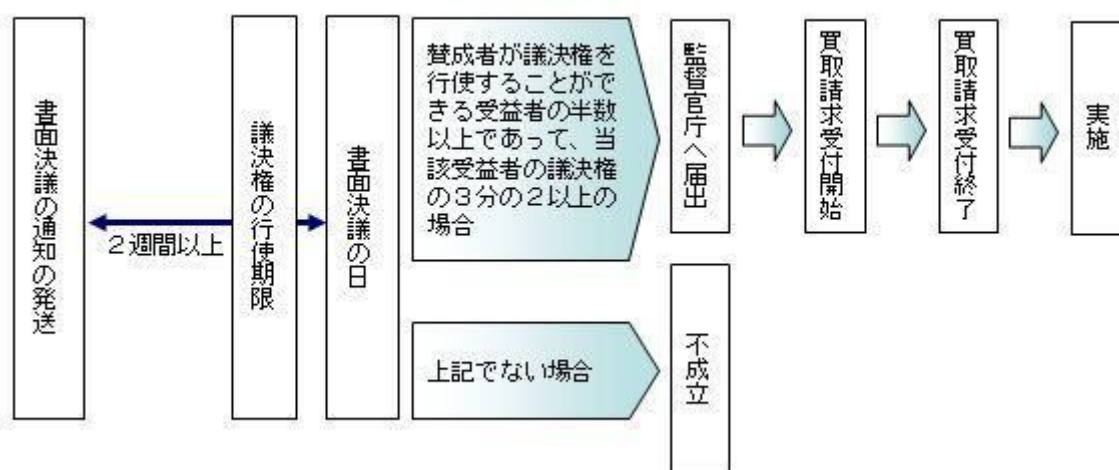 書面決議の通知の発送
２週間以上
議決権の行使期限
書面決議の日
賛成者が議決権を
行使することがで
きる受益者の半数
以上であって、当
該受益者の議決権
の３分の２以上の
場合
監督官庁へ届出
買取請求受付開始
買取請求受付終了
実施
上記でない場合
不成立